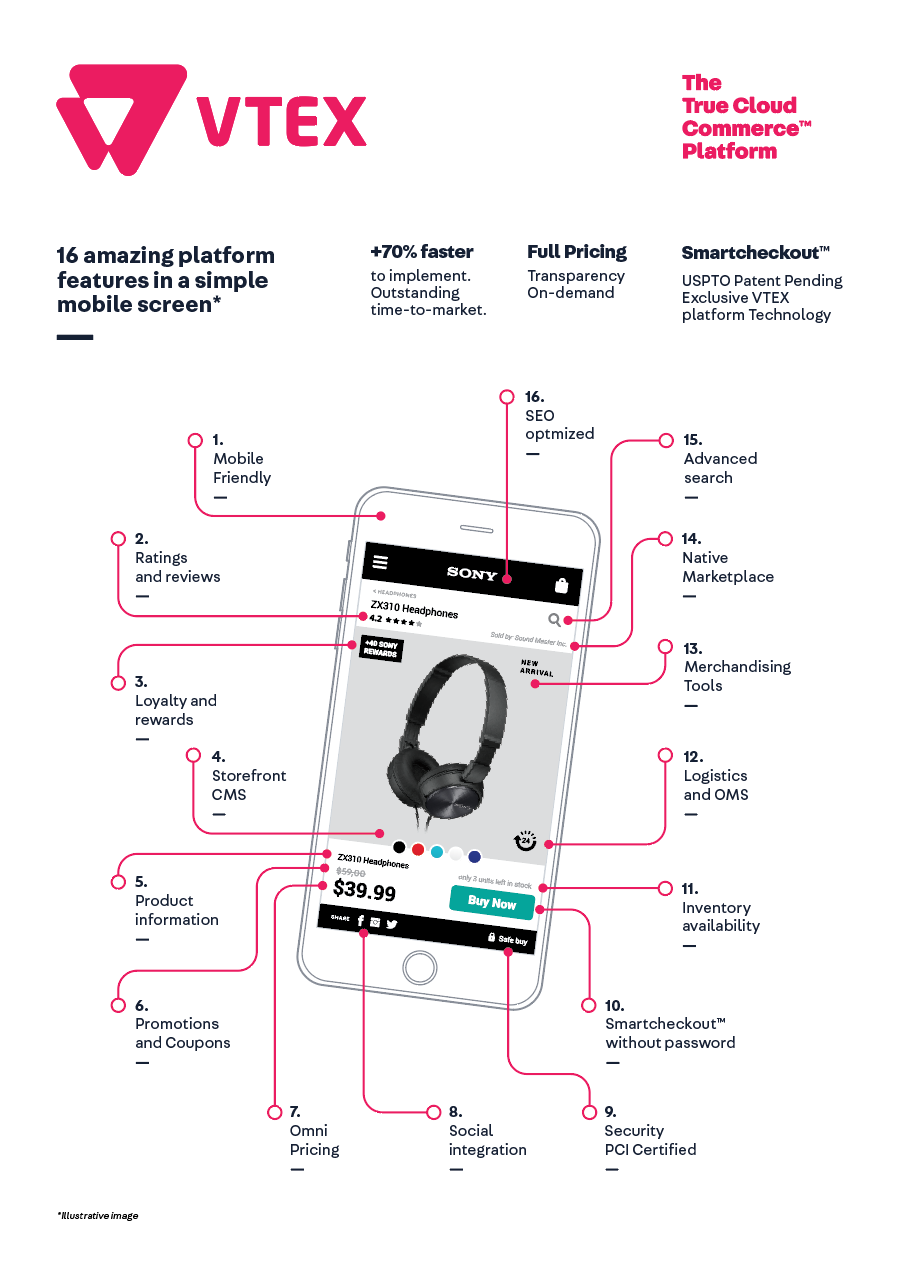 VTEX
The
True Cloud
Commerce™
Platform
16 amazing platform
features in a simple
mobile screen*
+70% faster
to implement.
Outstanding
time-to-market.
Full Pricing
Transparency
On-demand
Smartcheckout™
USPTO Patent Pending
Exclusive VTEX
platform Technology
16.
SEO
optmized
1.
Mobile
Friendly
15.
Advanced
search
2.
Ratings
and reviews
14.
Native
Marketplace
3.
Loyalty and
rewards
13.
Merchandising
Tools
4.
Storefront
CMS
12.
Logistics
and OMS
5.
Product
information
11.
Inventory
availability
6.
Promotions
and Coupons
10.
Smartcheckout™
without password
7.
Omni
Pricing
8.
Social
integration
9.
Security
PCI Certified
SONY
< HEADPHONES
ZX310 Headphones
4.2
Sold by: Sound Master Inc.
+40 SONY
REWARDS
NEW
ARRIVAL
SONY
24
ZX310 Headphones
$59,00
$39.99
only 3 units left in stock
Buy Now
SHARE
Safe buy
*Illustrative image